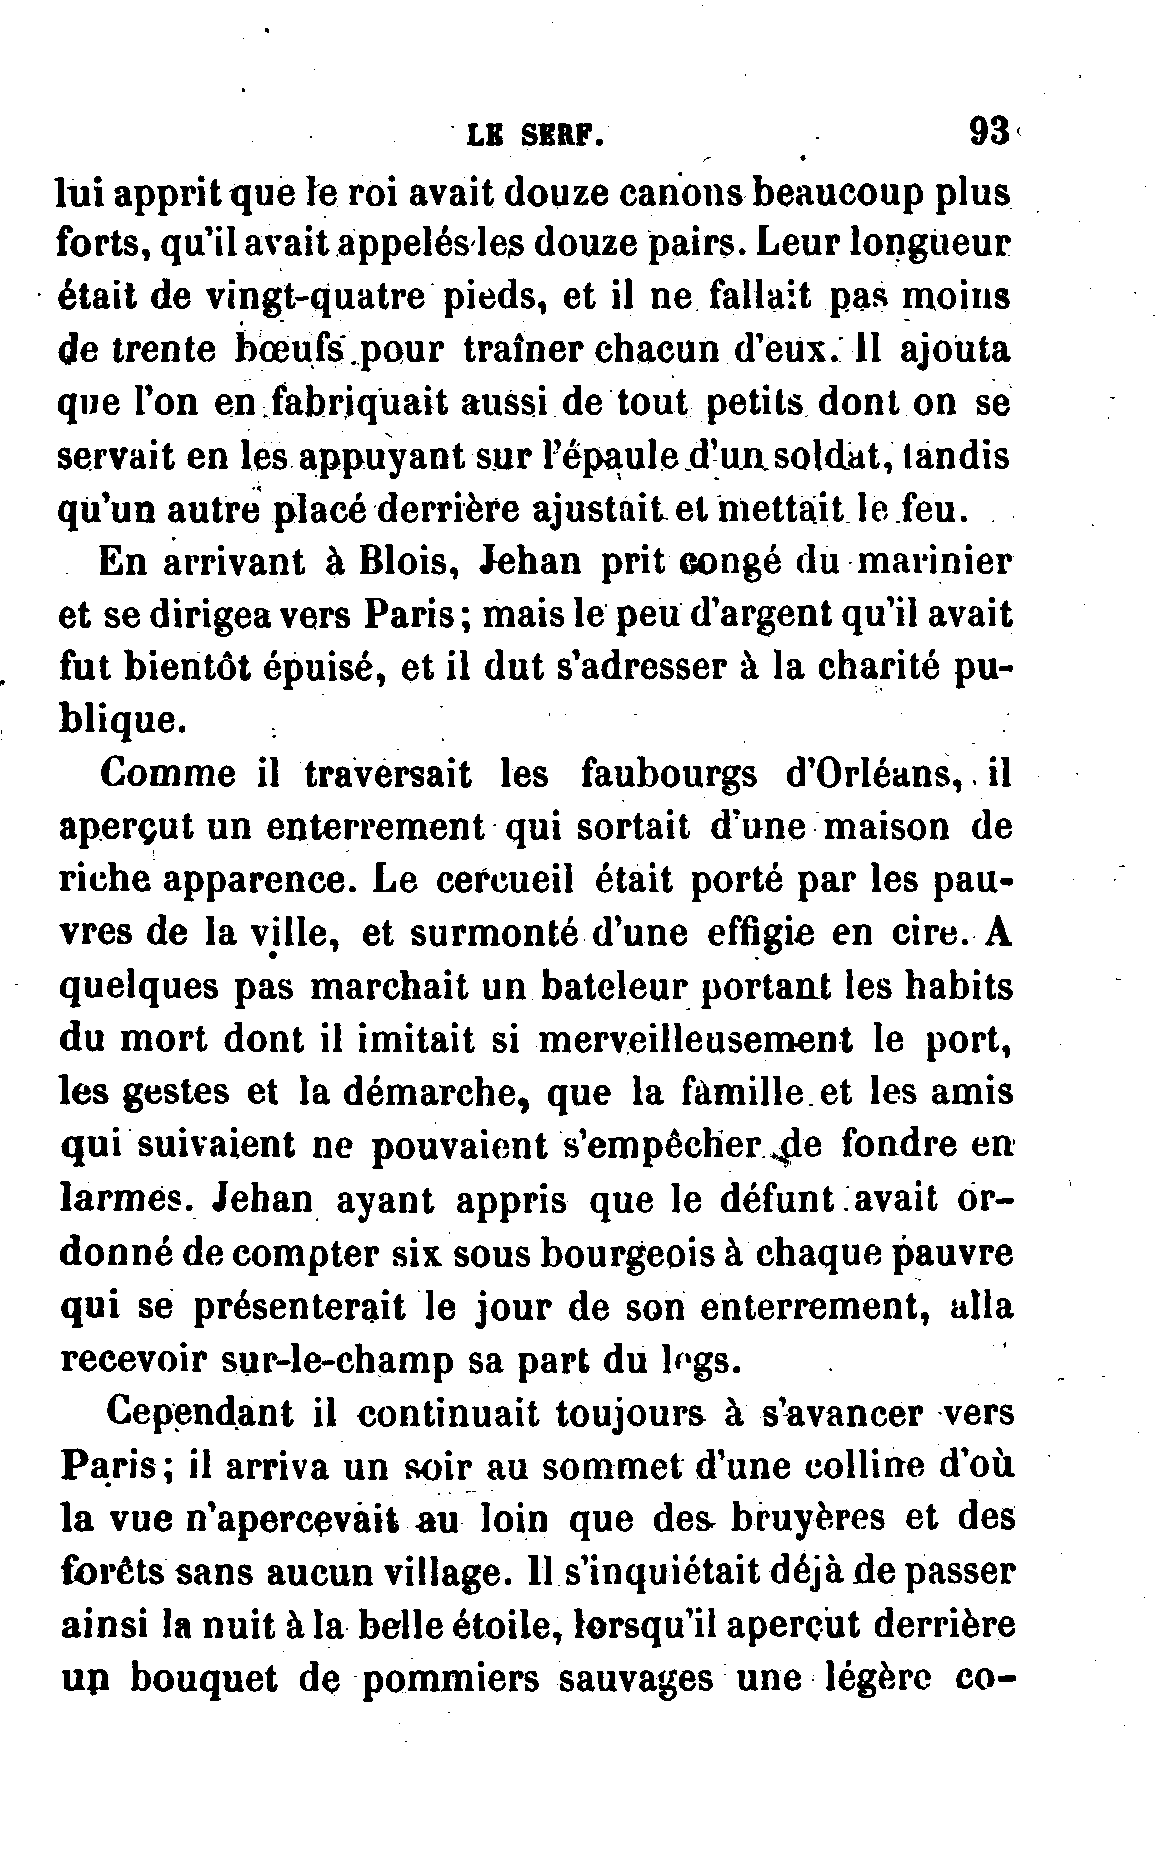 LE SERF. 93
lui apprit que le roi avait douze canons beaucoup plus
forts, qu'il avait appelés les douze pairs. Leur longueur
était de vingt-quatre pieds, et il ne fallait pas moins
de trente bœufs pour traîner chacun d'eux. Il ajouta
que l'on en fabriquait aussi de tout petits dont on se
servait en les appuyant sur l'épaule d'un soldat, tandis
qu'un autre placé derrière ajustait et mettait le feu.
En arrivant à Blois, Jehan prit congé du marinier
et se dirigea vers Paris; mais le peu d'argent qu'il avait
fut bientôt épuisé, et il dut s'adresser à la charité pu-
blique.
Comme il traversait les faubourgs d'Orléans, il
aperçut un enterrement qui sortait d'une maison de
riche apparence. Le cercueil était porté par les pau-
vres de la ville, et surmonté d'une effigie en cire. A
quelques pas marchait un bateleur portant les habits
du mort dont il imitait si merveilleusement le port,
les gestes et la démarche, que la famille et les amis
qui suivaient ne pouvaient s'empêcher de fondre en
larmes. Jehan ayant appris que le défunt avait or-
donné de compter six sous bourgeois à chaque pauvre
qui se présenterait le jour de son enterrement, alla
recevoir sur-le-champ sa part du legs.
Cependant il continuait toujours à s'avancer vers
Paris; il arriva un soir au sommet d'une colline d'où
la vue n'apercevait au loin que des bruyères et des
forêts sans aucun village. Il s'inquiétait déjà de passer
ainsi la nuit à la belle étoile, lorsqu'il aperçut derrière
un bouquet de pommiers sauvages une légère co-